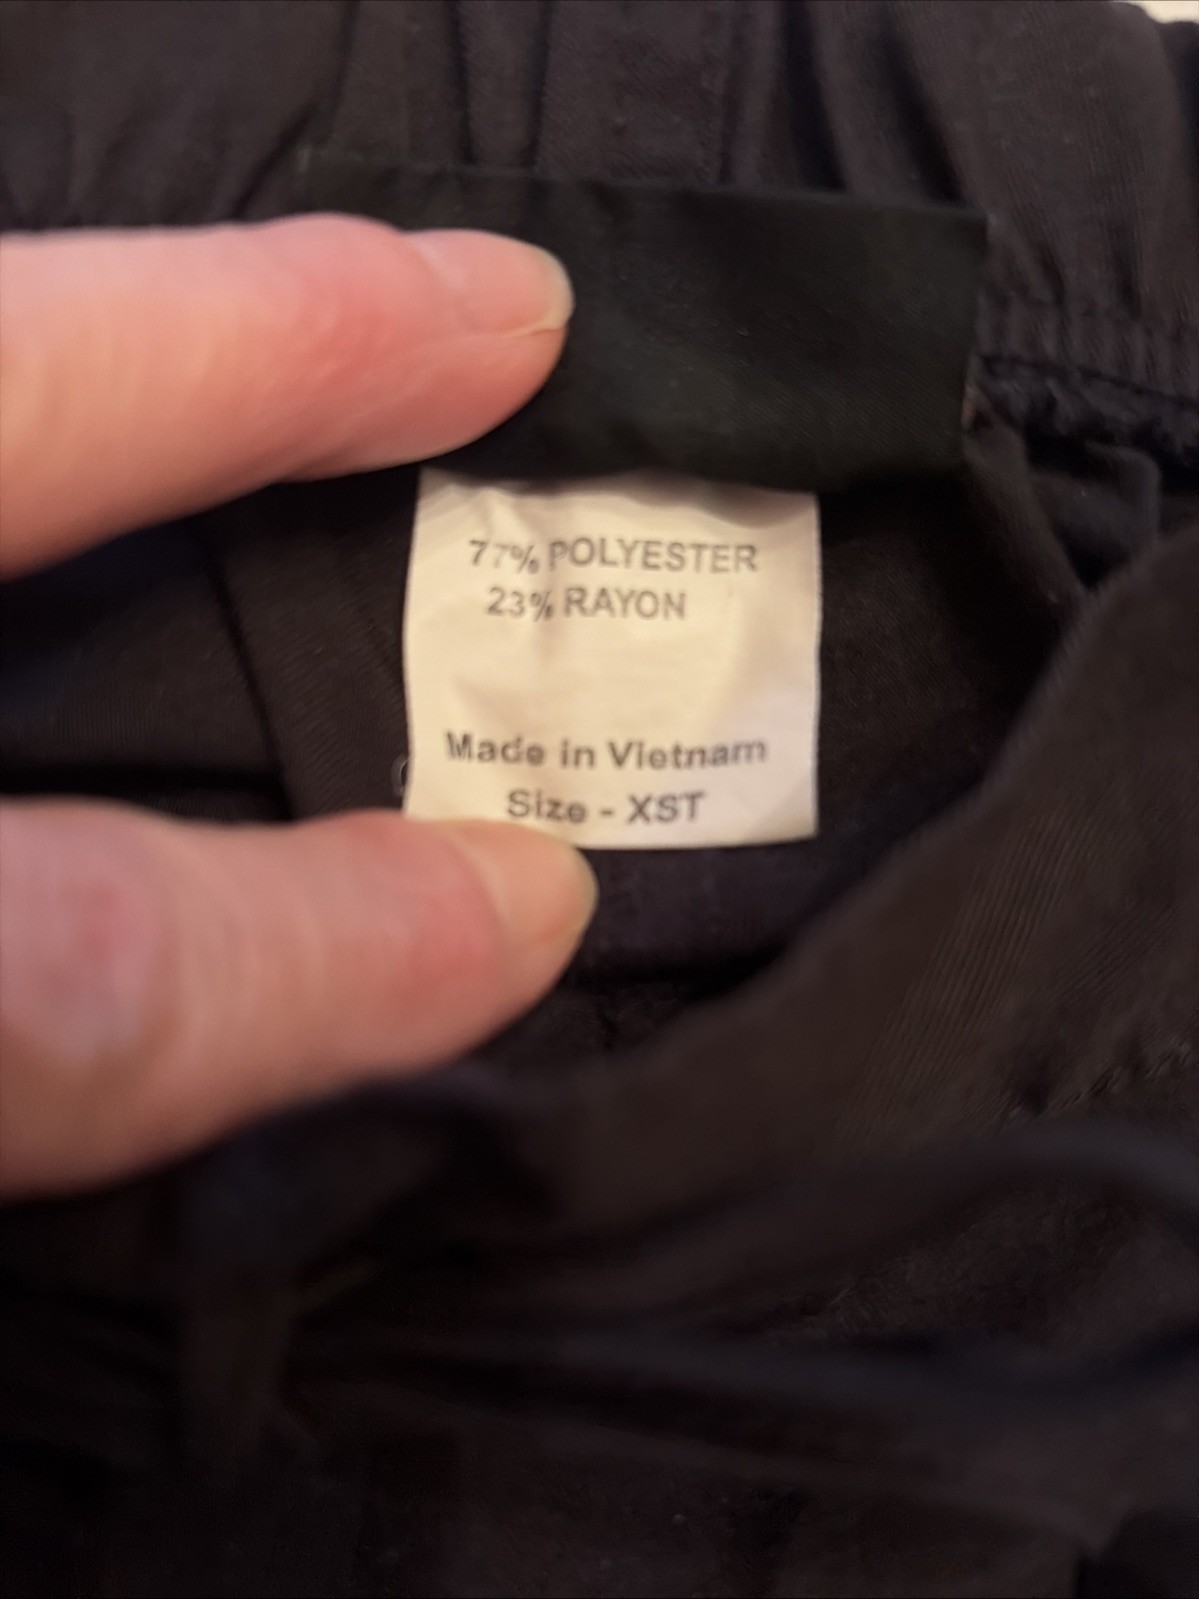 77% POLYESTER
23% RAYON
Made in Vietnam
Size - XST